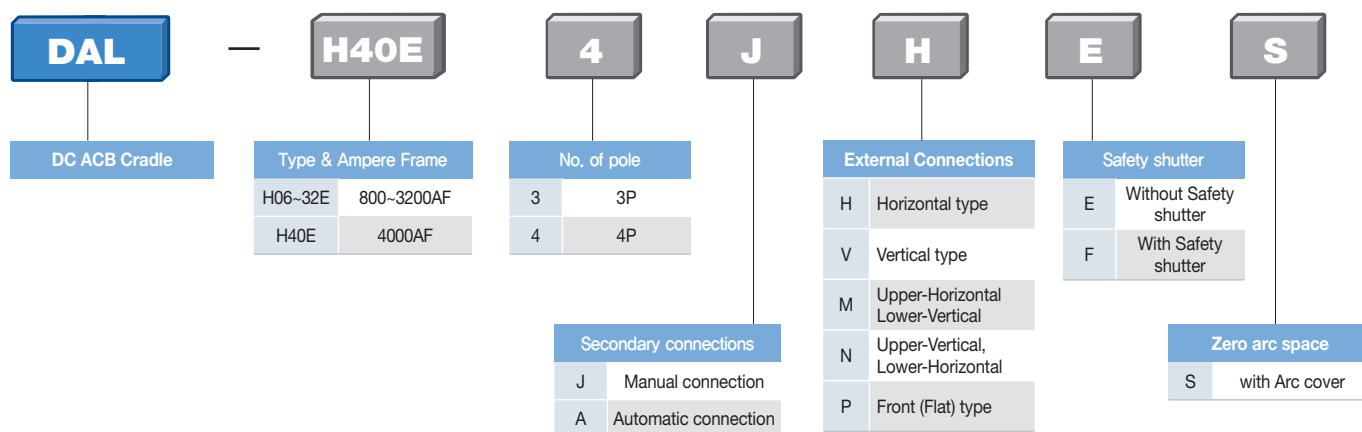 DAL — H40E 4 J H E S
DC ACB Cradle
Type & Ampere Frame
H06~32E 800~3200AF
H40E 4000AF
No. of pole
3 3P
4 4P
Secondary connections
J Manual connection
A Automatic connection
External Connections
H Horizontal type
V Vertical type
M Upper-Horizontal
Lower-Vertical
N Upper-Vertical,
Lower-Horizontal
P Front (Flat) type
Safety shutter
E Without Safety
shutter
F With Safety
shutter
Zero arc space
S with Arc cover